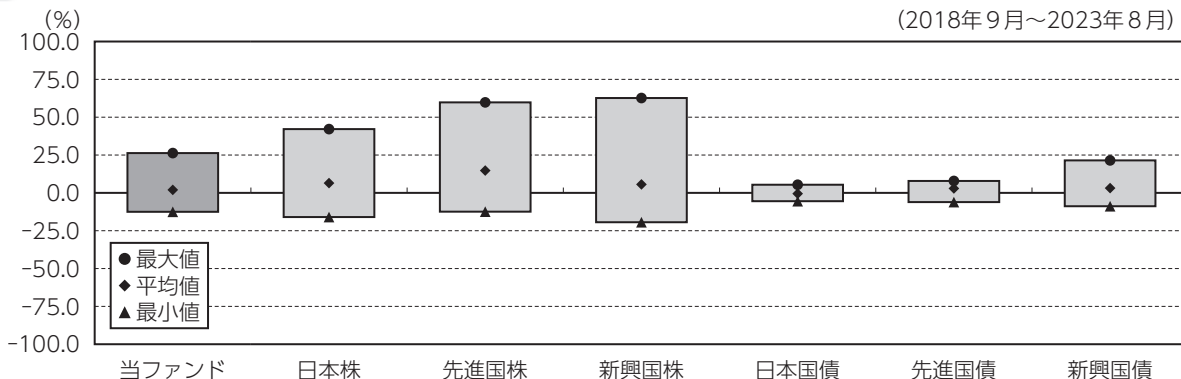 (%)
(2018年9月~2023年8月)
100.0
75.0
50.0
25.0
0.0
-25.0
-50.0
-75.0
-100.0
●最大値
◆平均値
▲最小値
当ファンド 日本株 先進国株 新興国株 日本国債 先進国債 新興国債